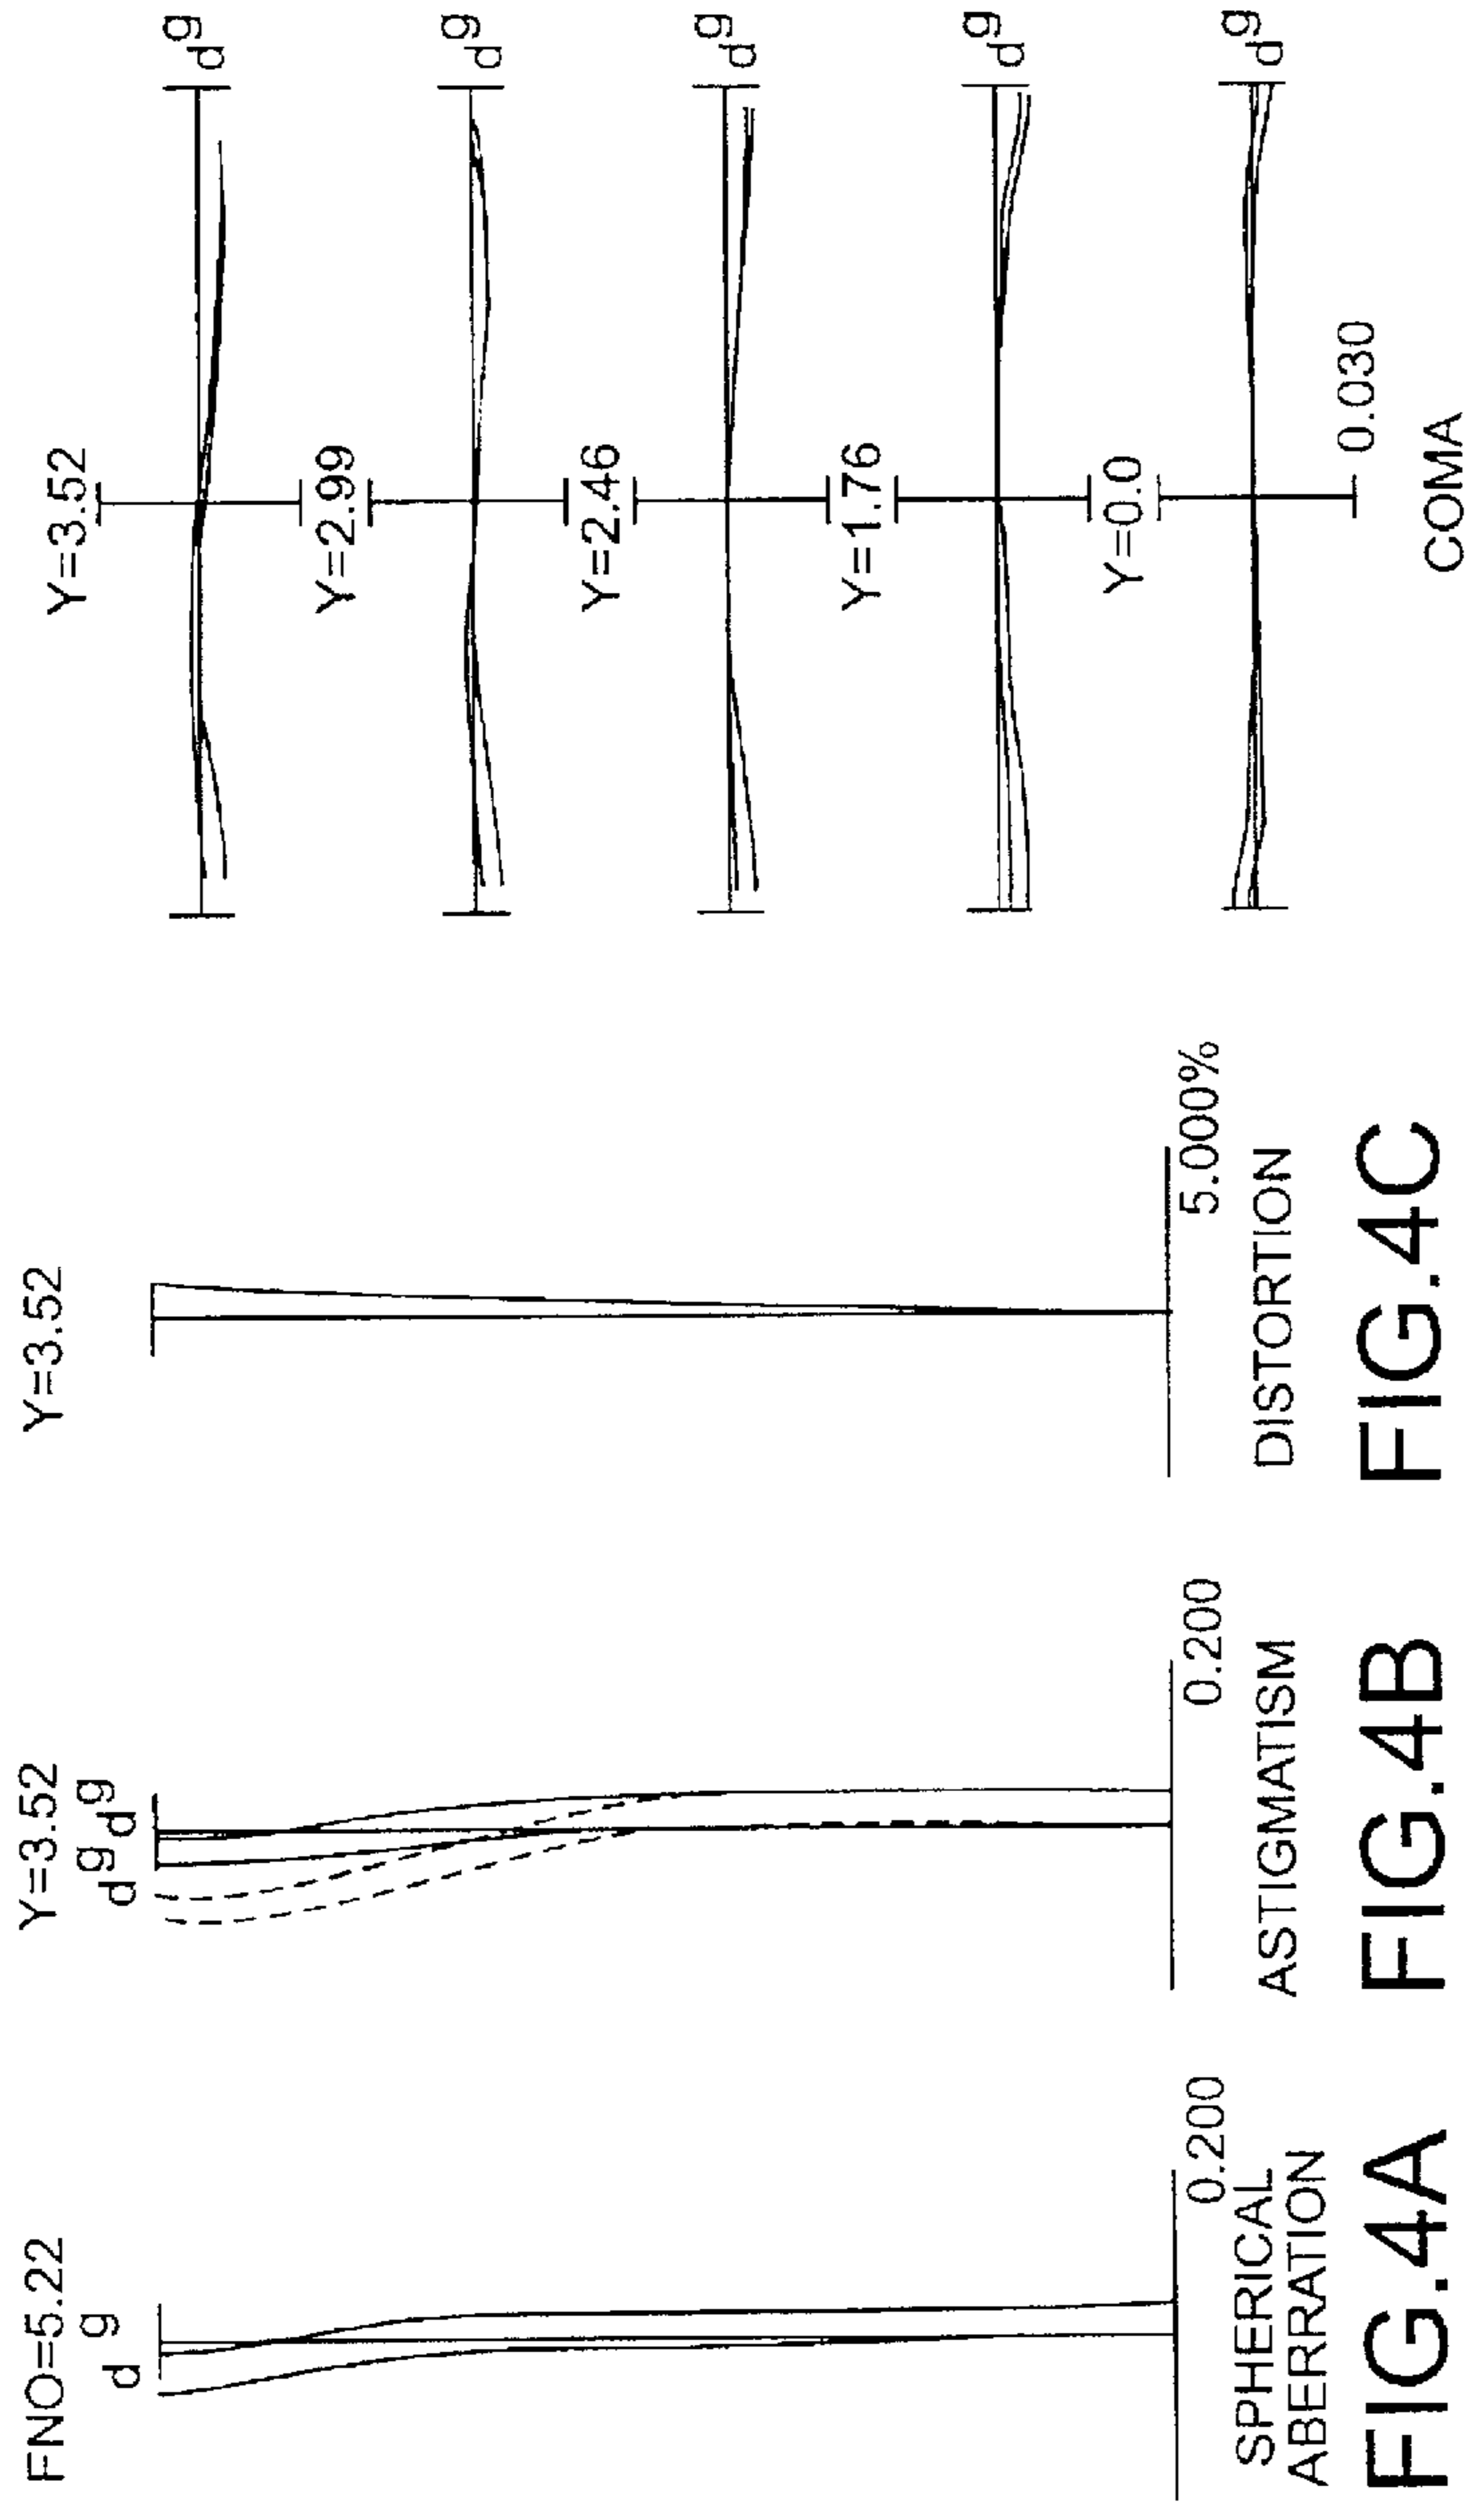 FNO=5.22
d g
0.200
SPHERICAL
ABERRATION
FIG.4A
Y=3.52
d g d g
0.200
ASTIGMATISM
FIG.4B
Y=3.52
5.000%
DISTORTION
FIG.4C
Y=3.52
d g
Y=2.99
d g
Y=2.46
d g
Y=1.76
d g
Y=0.0
d g
0.030
COMA